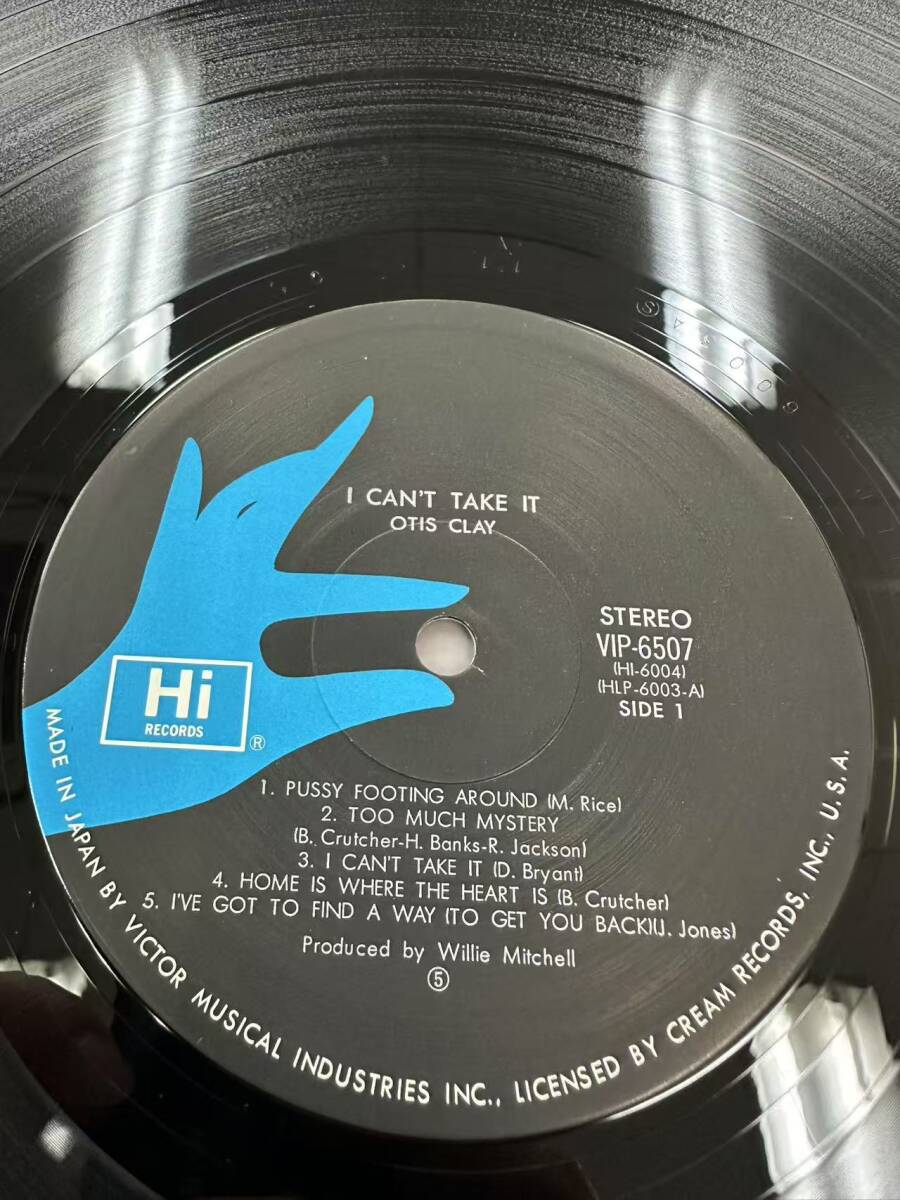 I CAN'T TAKE IT
OTIS CLAY
STEREO
VIP-6507
(HI-6004)
(HLP-6003-A)
SIDE 1
Hi
RECORDS
®
1. PUSSY FOOTING AROUND (M. Rice)
2. TOO MUCH MYSTERY
(B. Crutcher-H. Banks-R. Jackson)
3. I CAN'T TAKE IT (D. Bryant)
4. HOME IS WHERE THE HEART IS (B. Crutcher)
5. I'VE GOT TO FIND A WAY (TO GET YOU BACK)(J. Jones)
Produced by Willie Mitchell
⑤
MADE IN JAPAN BY VICTOR MUSICAL INDUSTRIES INC., LICENSED BY CREAM RECORDS, INC., U.S.A.